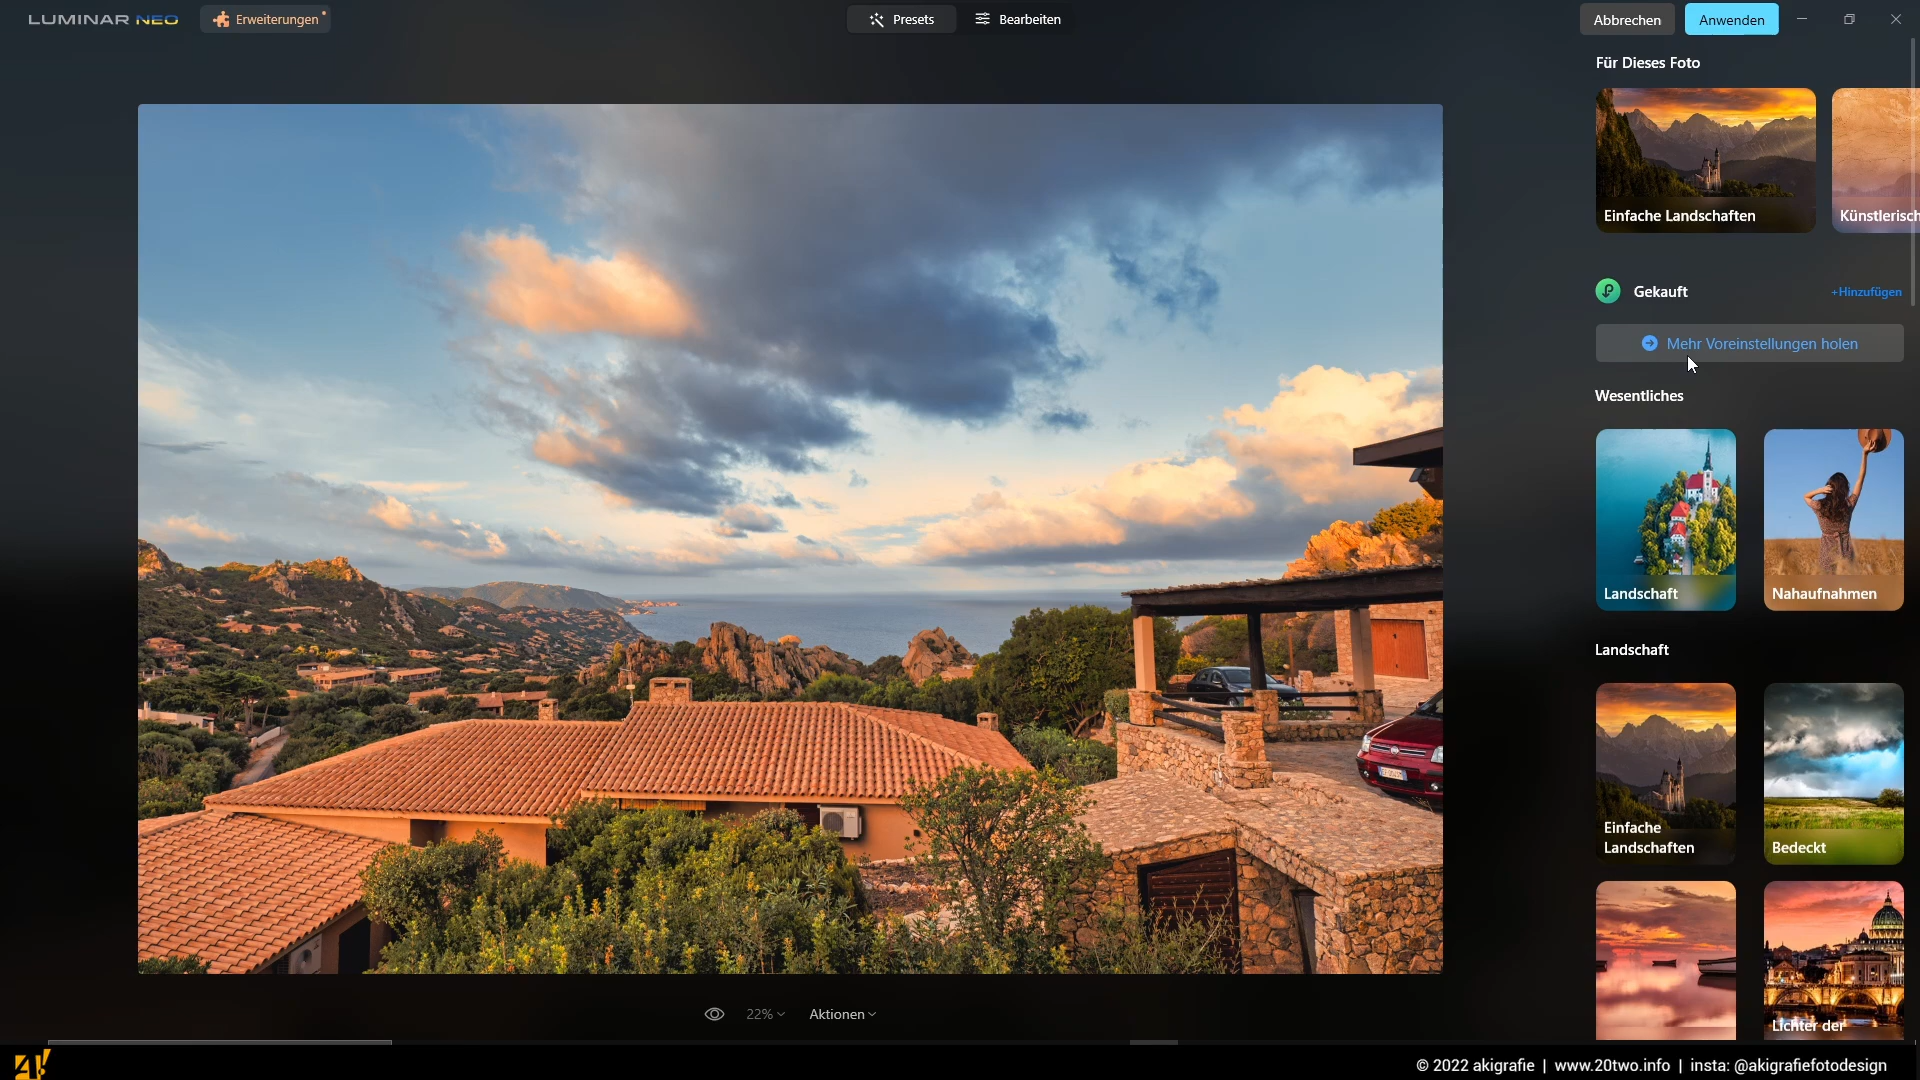 LUMINAR NEO
Erweiterungen
Presets
Bearbeiten
Abbrechen
Anwenden
Für Dieses Foto
Einfache Landschaften
Künstlerisch
Gekauft
+Hinzufügen
Mehr Voreinstellungen holen
Wesentliches
Landschaft
Nahaufnahmen
Landschaft
Einfache
Landschaften
Bedeckt
Lichter der
22%
Aktionen
© 2022 akigrafie | www.20two.info | insta: @akigrafiefotodesign